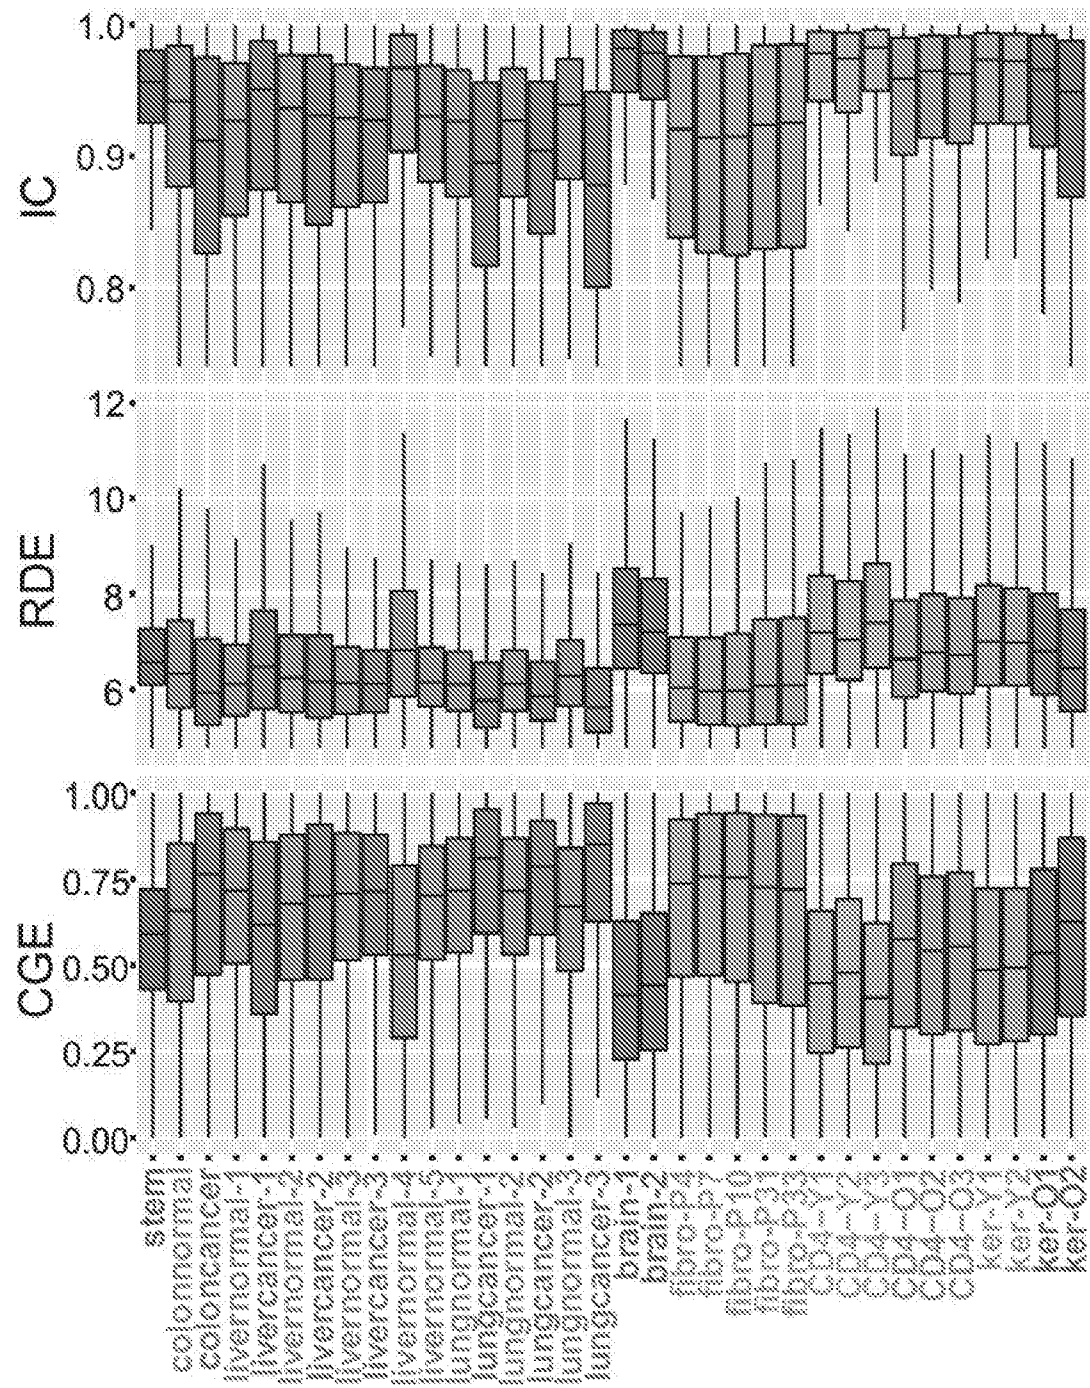 IC
1.0
0.9
0.8
RDE
12
10
8
6
CGE
1.00
0.75
0.50
0.25
0.00
stem
colonnormal
coloncancer
livernormal-1
livercancer-1
livernormal-2
livercancer-2
livernormal-3
livercancer-3
livernormal-4
livernormal-5
lungnormal-1
lungcancer-1
lungnormal-2
lungcancer-2
lungnormal-3
lungcancer-3
brain-1
brain-2
fibro-P4
fibro-P7
fibro-P10
fibro-P31
fibro-P33
CD4-Y1
CD4-Y2
CD4-Y3
CD4-O1
CD4-O2
CD4-O3
ker-Y1
ker-Y2
ker-O1
ker-O2